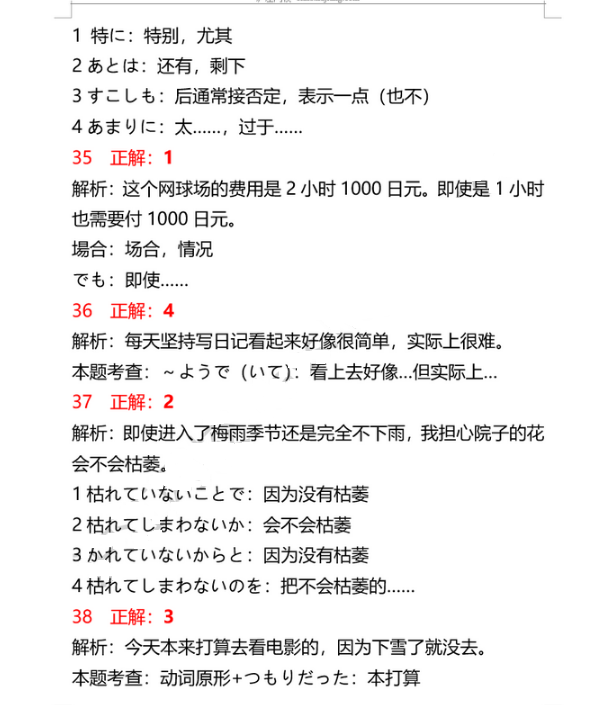 1 特に：特别，尤其
2 あとは：还有，剩下
3 すこしも：后通常接否定，表示一点（也不）
4 あまりに：太……，过于……
35 正解：1
解析：这个网球场的费用是 2 小时 1000 日元。即使是 1 小时
也需要付 1000 日元。
場合：场合，情况
でも：即使……
36 正解：4
解析：每天坚持写日记看起来好像很简单，实际上很难。
本题考查：～ようで（いて）：看上去好像…但实际上…
37 正解：2
解析：即使进入了梅雨季节还是完全不下雨，我担心院子的花
会不会枯萎。
1 枯れていないことで：因为没有枯萎
2 枯れてしまわないか：会不会枯萎
3 かれていないからと：因为没有枯萎
4 枯れてしまわないのを：把不会枯萎的……
38 正解：3
解析：今天本来打算去看电影的，因为下雪了就没去。
本题考查：动词原形+つもりだった：本打算